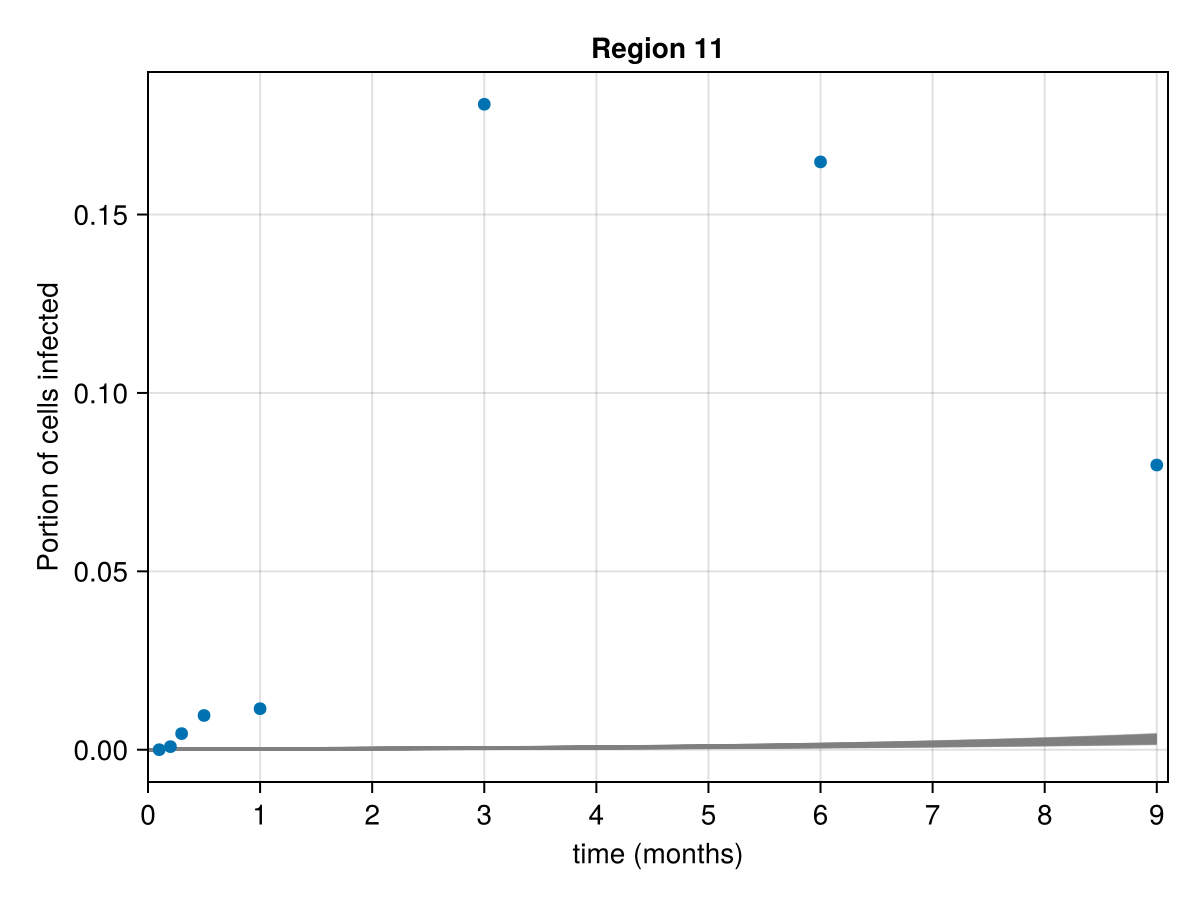 Region 11
Portion of cells infected
0.15
0.10
0.05
0.00
0 1 2 3 4 5 6 7 8 9
time (months)